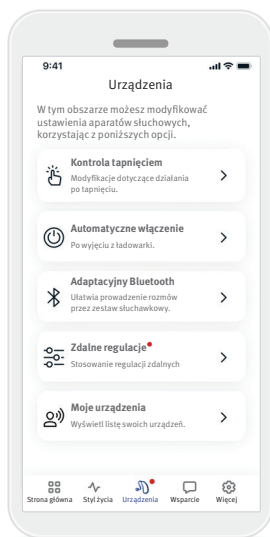 9:41
Urządzenia
W tym obszarze możesz modyfikować
ustawienia aparatów słuchowych,
korzystając z poniższych opcji.
Kontrola tapnięciem
Modyfikacje dotyczące działania
po tapnięciu.
Automatyczne włączenie
Po wyjęciu z ładowarki.
Adaptacyjny Bluetooth
Ułatwia prowadzenie rozmów
przez zestaw słuchawkowy.
Zdalne regulacje
Stosowanie regulacji zdalnych
Moje urządzenia
Wyświetl listę swoich urządzeń.
Strona główna Styl życia Urządzenia Wsparcie Więcej